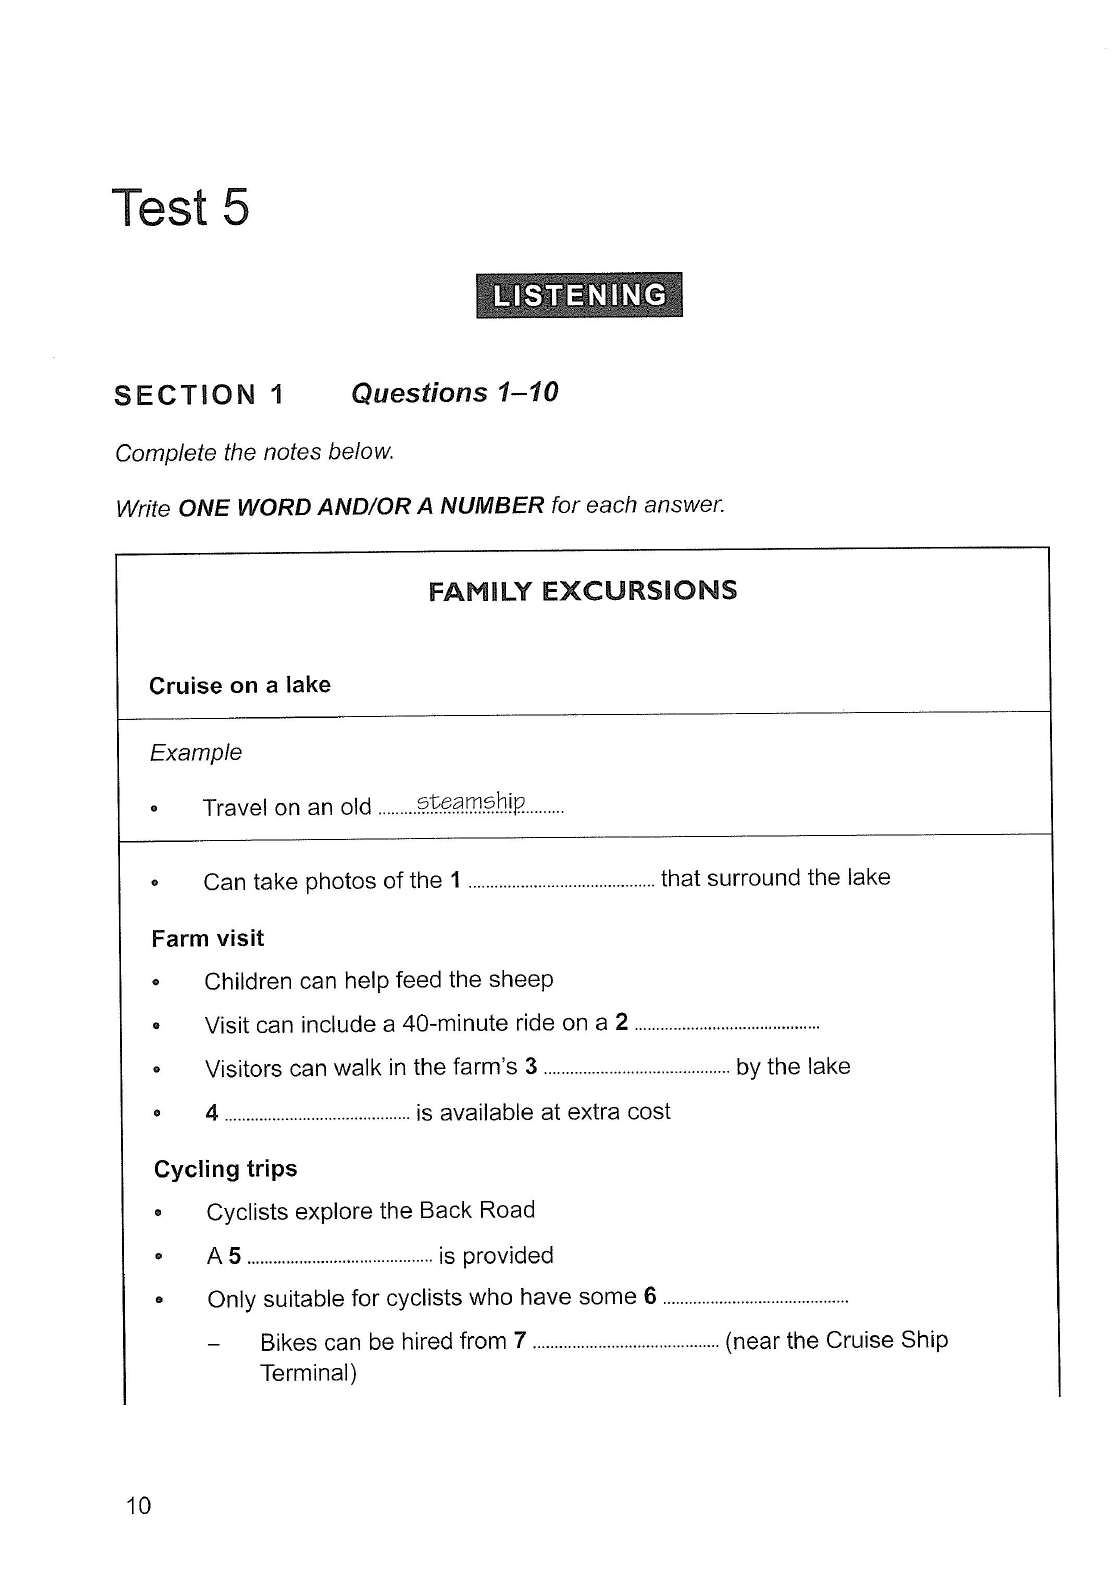 Test 5
LISTENING
SECTION 1 Questions 1–10
Complete the notes below.
Write ONE WORD AND/OR A NUMBER for each answer.
FAMILY EXCURSIONS
Cruise on a lake
Example
• Travel on an old ........steamship.........
• Can take photos of the 1 ........................................... that surround the lake
Farm visit
• Children can help feed the sheep
• Visit can include a 40-minute ride on a 2 ...........................................
• Visitors can walk in the farm's 3 ........................................... by the lake
• 4 ........................................... is available at extra cost
Cycling trips
• Cyclists explore the Back Road
• A 5 ........................................... is provided
• Only suitable for cyclists who have some 6 ...........................................
– Bikes can be hired from 7 ........................................... (near the Cruise Ship
Terminal)
10